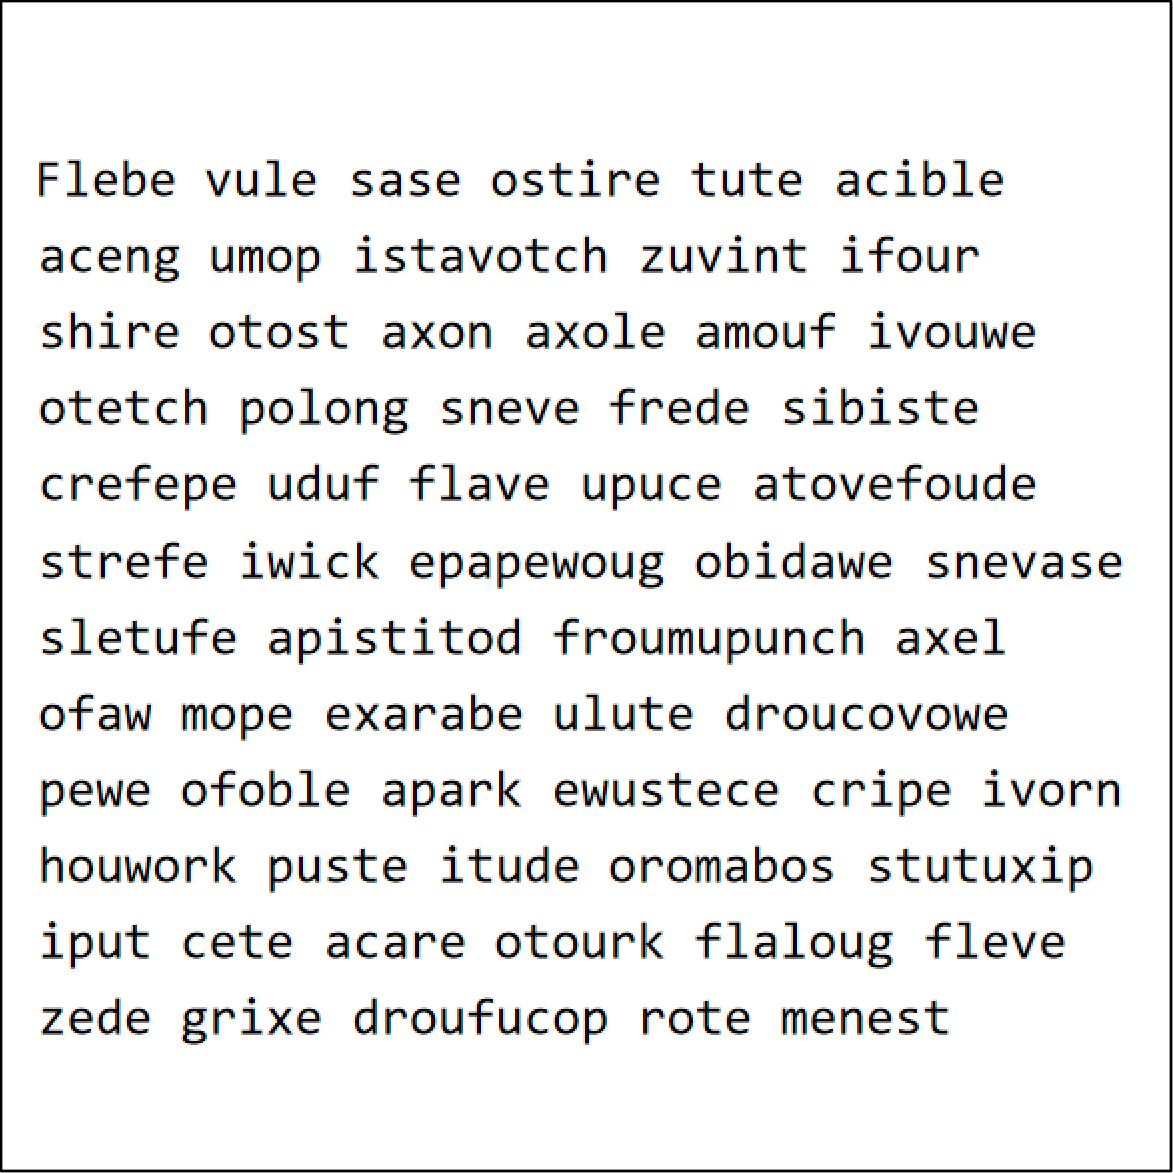 Flebe vule sase ostire tute acible
aceng umop istavotch zuvint ifour
shire otost axon axole amouf ivouwe
otetch polong sneve frede sibiste
crefepe uduf flave upuce atovefoude
strefe iwick epapewoug obidawe snevase
sletufe apistitod froumupunch axel
ofaw mope exarabe ulute droucovowe
pewe ofoble apark ewustece cripe ivorn
houwork puste itude oromabos stutuxip
iput cete acare otourk flaloug fleve
zede grixe droufucop rote menest